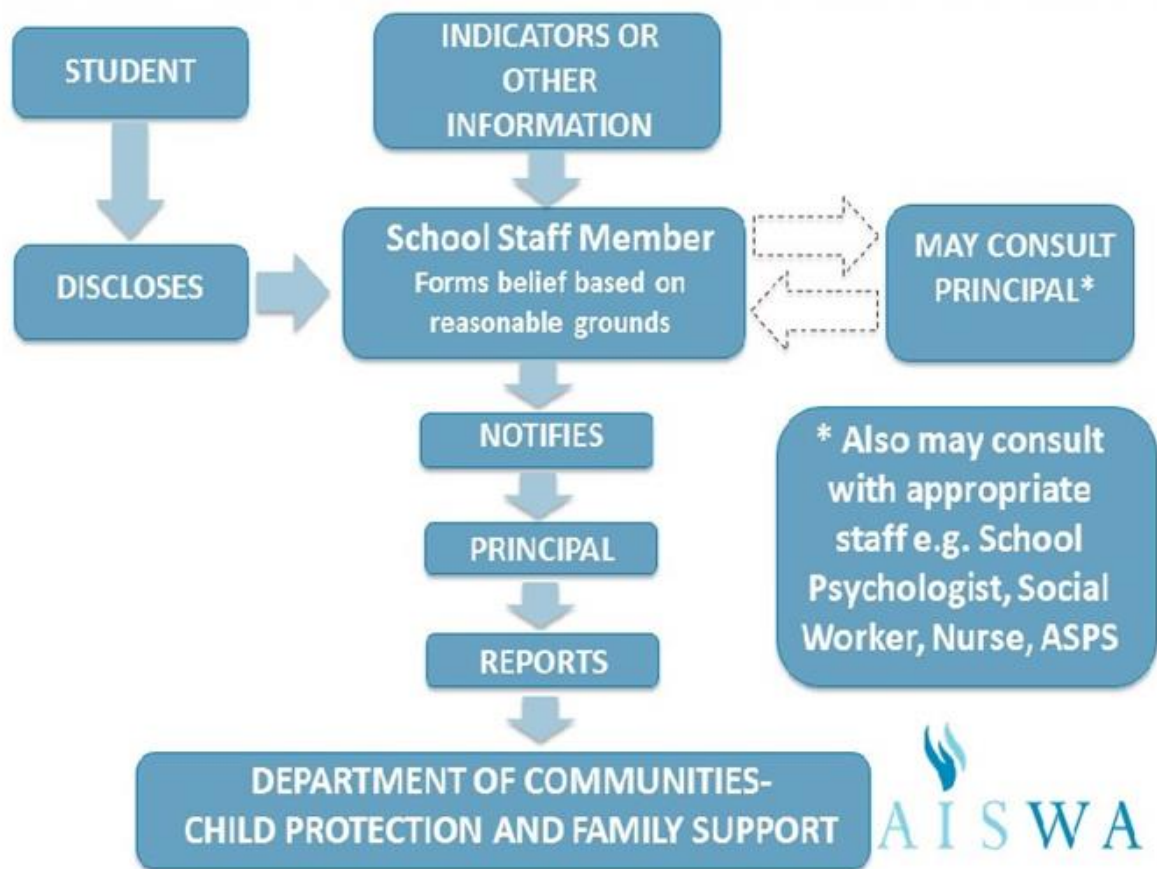 STUDENT
INDICATORS OR
OTHER
INFORMATION
DISCLOSES
School Staff Member
Forms belief based on
reasonable grounds
MAY CONSULT
PRINCIPAL*
NOTIFIES
PRINCIPAL
REPORTS
* Also may consult
with appropriate
staff e.g. School
Psychologist, Social
Worker, Nurse, ASPS
DEPARTMENT OF COMMUNITIES-
CHILD PROTECTION AND FAMILY SUPPORT
AISWA